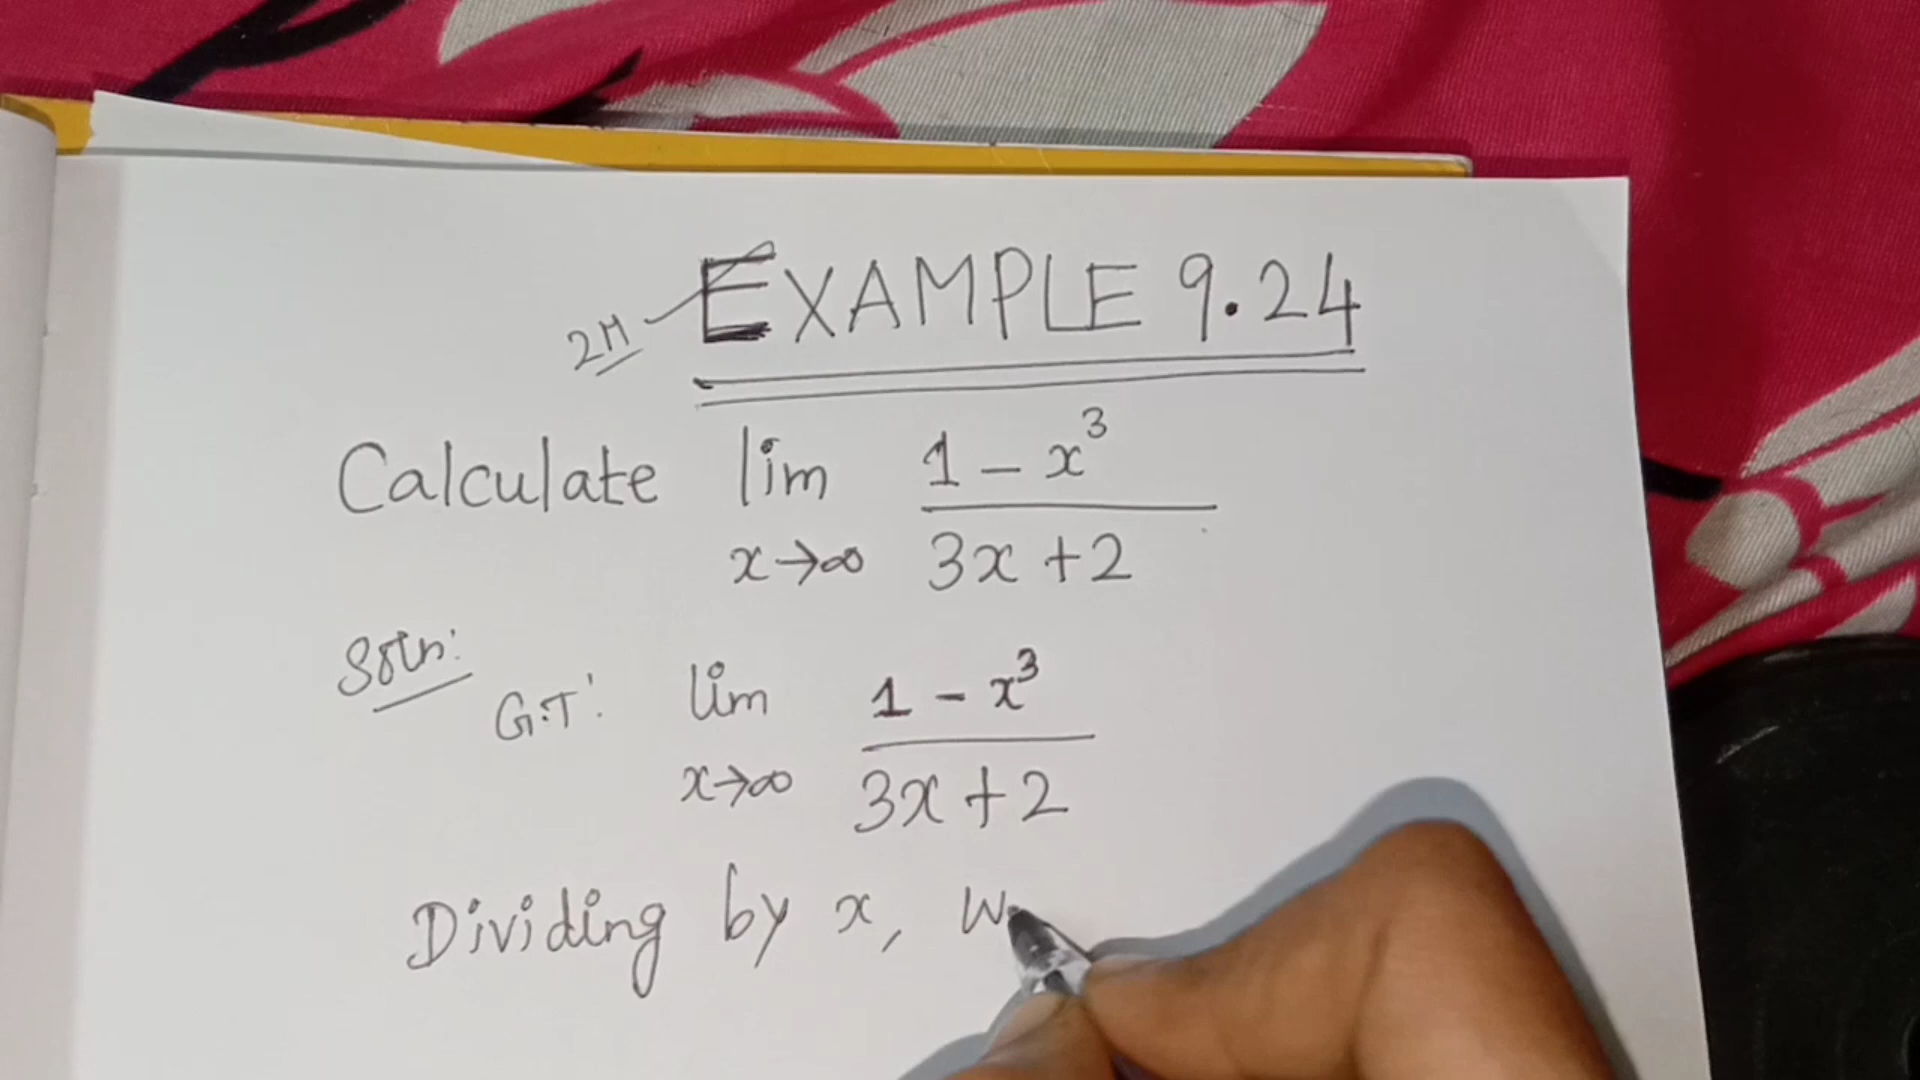 2M EXAMPLE 9.24
Calculate lim 1 - x³
x→∞ 3x + 2
Soln:
G.T: lim 1 - x³
x→∞ 3x + 2
Dividing by x, w